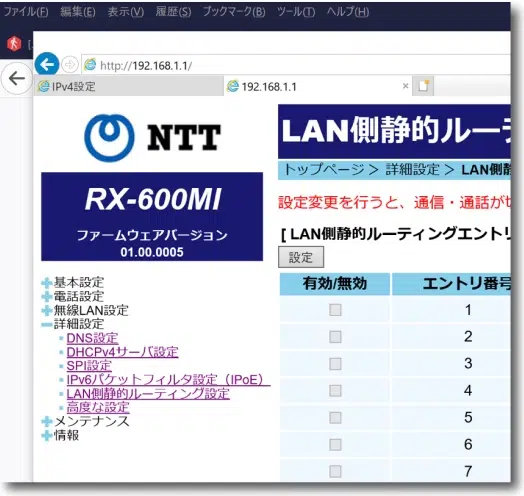 ファイル(F) 編集(E) 表示(V) 履歴(S) ブックマーク(B) ツール(T) ヘルプ(H)
http://192.168.1.1/
IPv4設定 192.168.1.1 ×
NTT
RX-600MI
ファームウェアバージョン
01.00.0005
基本設定
電話設定
無線LAN設定
詳細設定
DNS設定
DHCPv4サーバ設定
SPI設定
IPv6パケットフィルタ設定（IPoE）
LAN側静的ルーティング設定
高度な設定
メンテナンス
情報
LAN側静的ル
トップページ > 詳細設定 > LAN側静
設定変更を行うと、通信・通話が
[ LAN側静的ルーティングエントリ
設定
有効/無効 エントリ番号
1
2
3
4
5
6
7